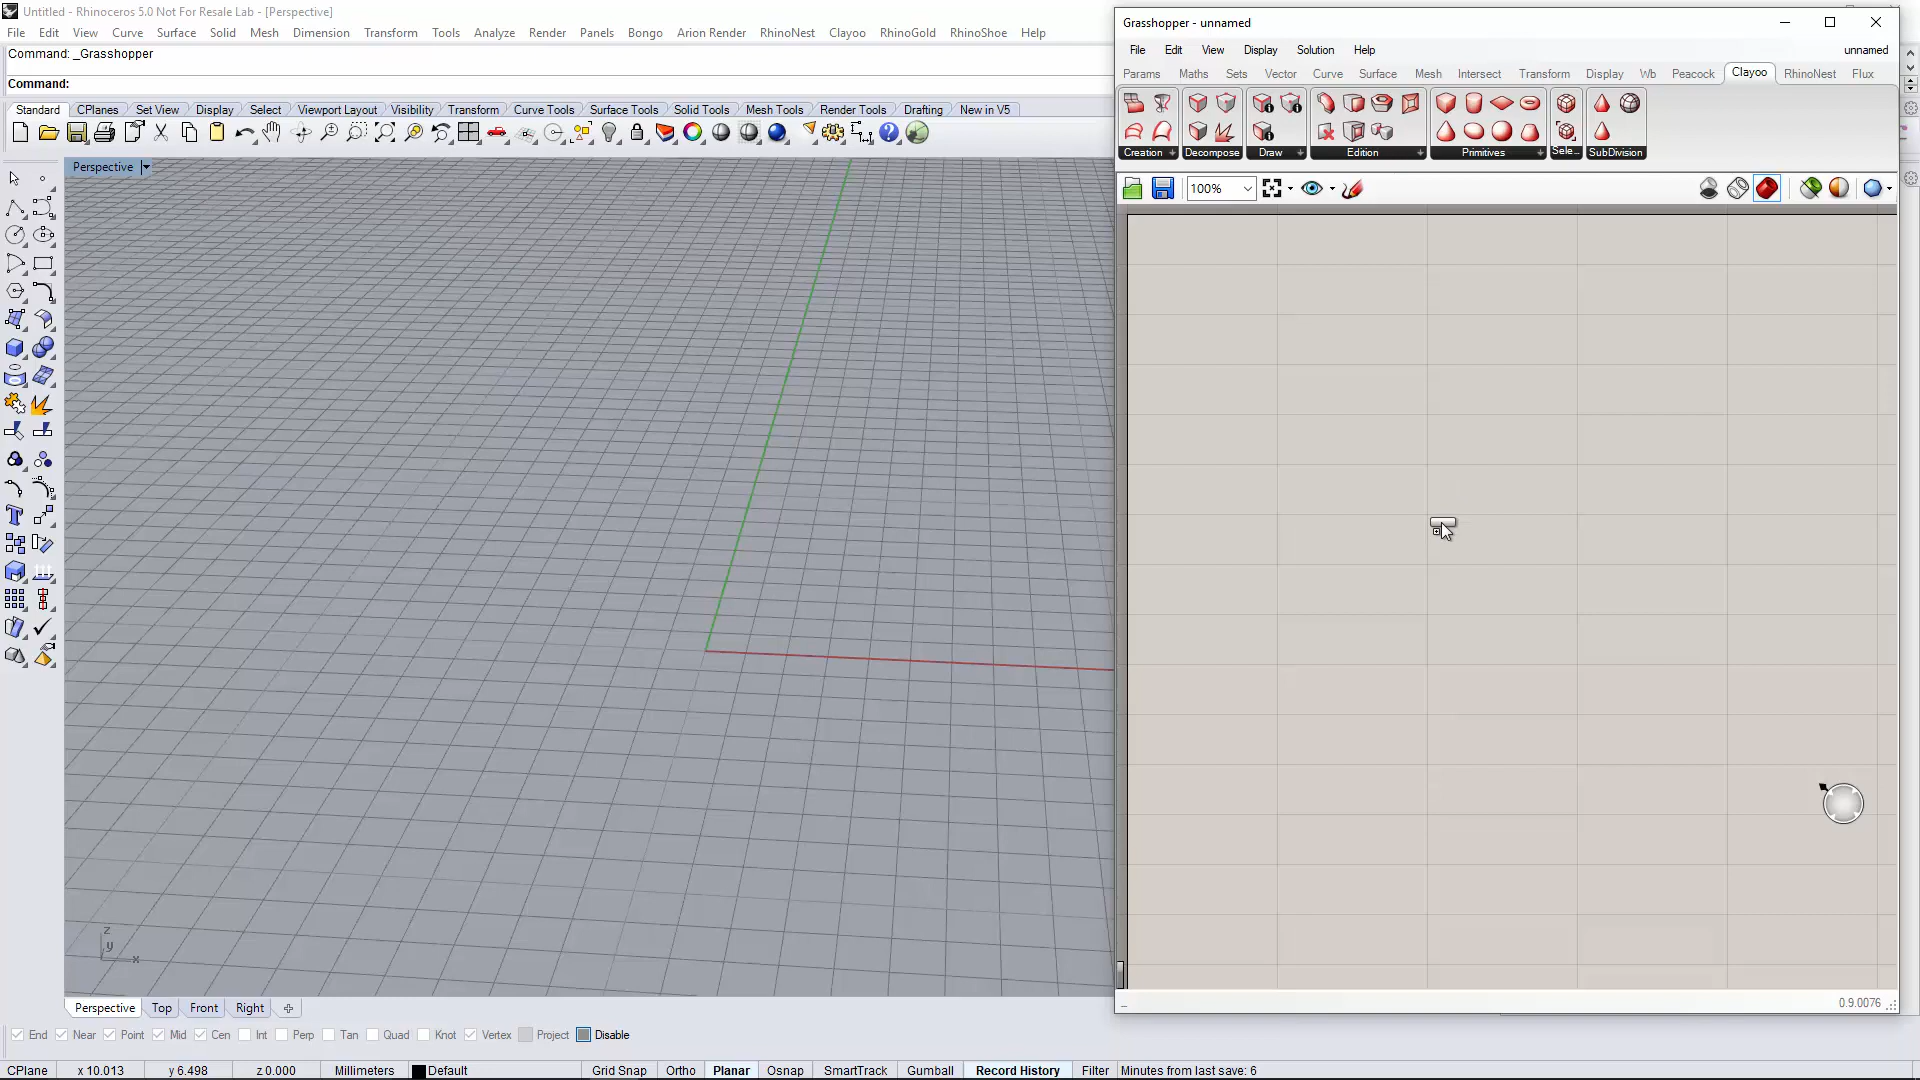 Untitled - Rhinoceros 5.0 Not For Resale Lab - [Perspective]
File Edit View Curve Surface Solid Mesh Dimension Transform Tools Analyze Render Panels Bongo Arion Render RhinoNest Clayoo RhinoGold RhinoShoe Help
Command: _Grasshopper
Command:
Standard CPlanes Set View Display Select Viewport Layout Visibility Transform Curve Tools Surface Tools Solid Tools Mesh Tools Render Tools Drafting New in V5
Perspective
z
y
x
Perspective Top Front Right
End Near Point Mid Cen Int Perp Tan Quad Knot Vertex Project Disable
CPlane x 10.013 y 6.498 z 0.000 Millimeters Default Grid Snap Ortho Planar Osnap SmartTrack Gumball Record History Filter Minutes from last save: 6
Grasshopper - unnamed
File Edit View Display Solution Help unnamed
Params Maths Sets Vector Curve Surface Mesh Intersect Transform Display Wb Peacock Clayoo RhinoNest Flux
Creation Decompose Draw Edition Primitives Sele... SubDivision
100%
0.9.0076